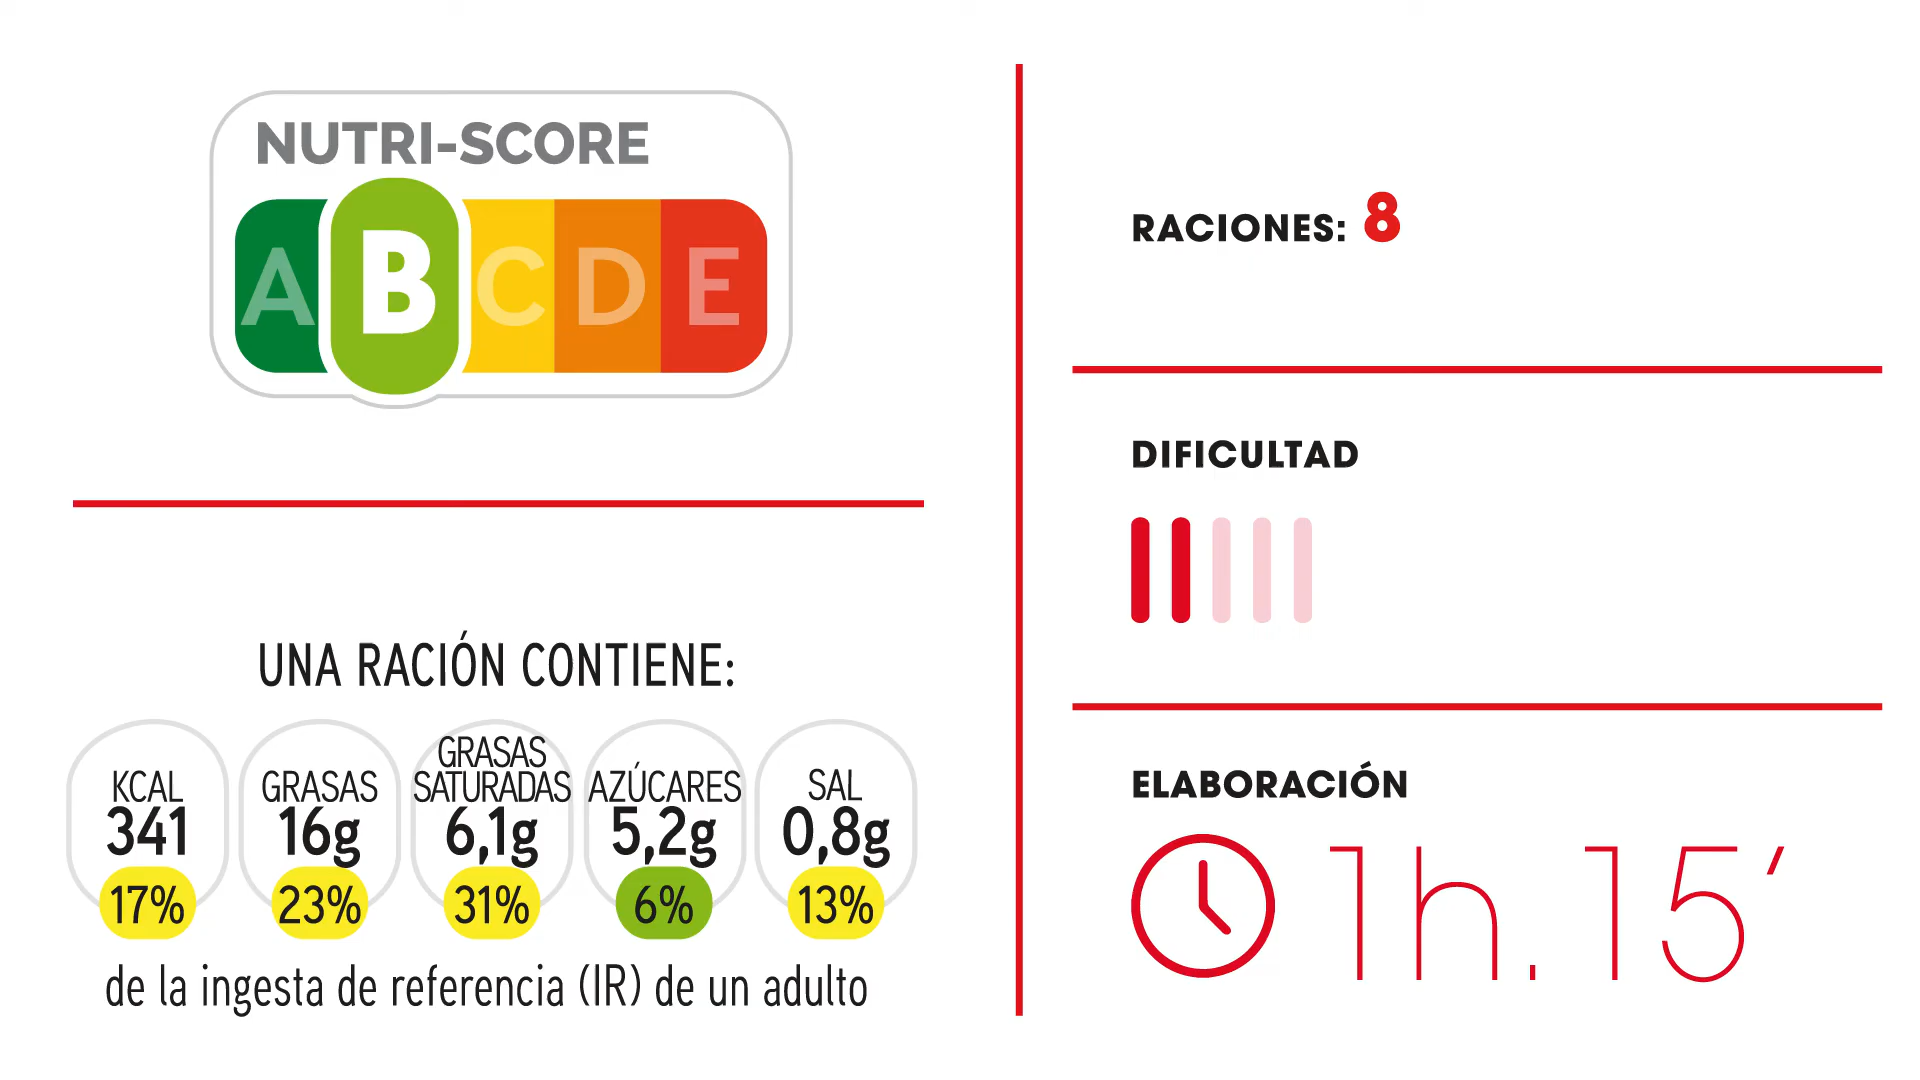 NUTRI-SCORE
A B C D E
UNA RACIÓN CONTIENE:
KCAL
341
17%
GRASAS
16g
23%
GRASAS
SATURADAS
6,1g
31%
AZÚCARES
5,2g
6%
SAL
0,8g
13%
de la ingesta de referencia (IR) de un adulto
RACIONES: 8
DIFICULTAD
ELABORACIÓN
1h. 15’